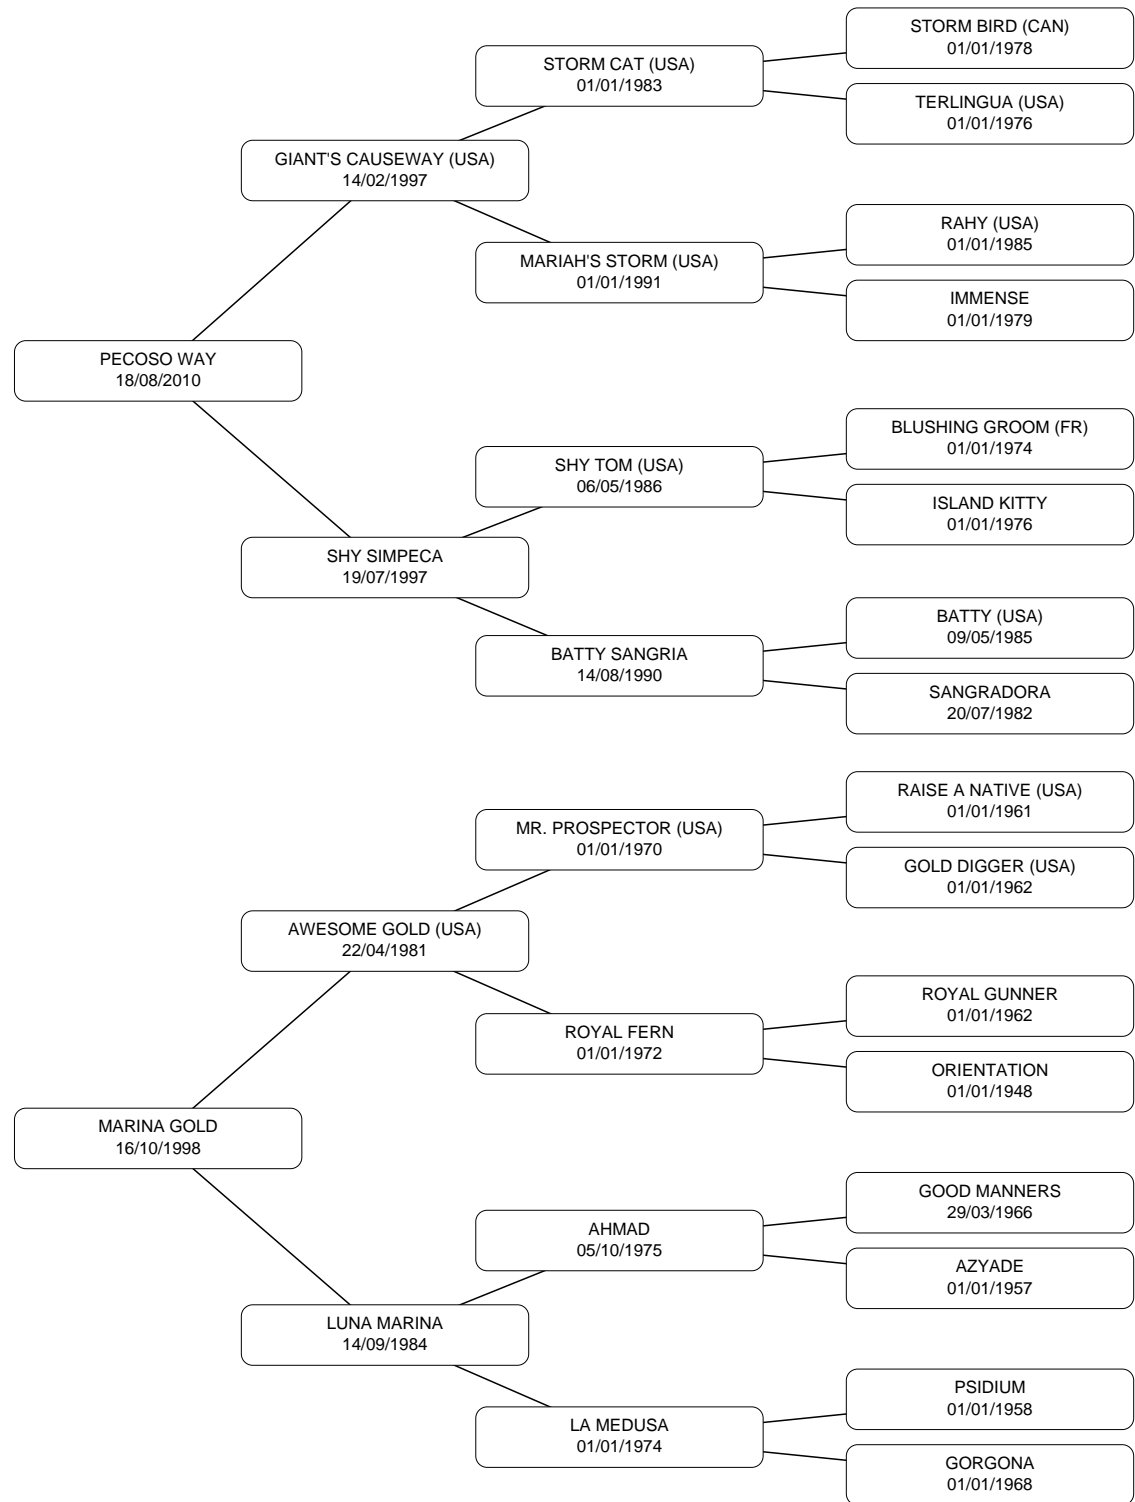 STORM BIRD (CAN)
01/01/1978
STORM CAT (USA)
01/01/1983
TERLINGUA (USA)
01/01/1976
GIANT'S CAUSEWAY (USA)
14/02/1997
RAHY (USA)
01/01/1985
MARIAH'S STORM (USA)
01/01/1991
IMMENSE
01/01/1979
PECOSO WAY
18/08/2010
BLUSHING GROOM (FR)
01/01/1974
SHY TOM (USA)
06/05/1986
ISLAND KITTY
01/01/1976
SHY SIMPECA
19/07/1997
BATTY (USA)
09/05/1985
BATTY SANGRIA
14/08/1990
SANGRADORA
20/07/1982
RAISE A NATIVE (USA)
01/01/1961
MR. PROSPECTOR (USA)
01/01/1970
GOLD DIGGER (USA)
01/01/1962
AWESOME GOLD (USA)
22/04/1981
ROYAL GUNNER
01/01/1962
ROYAL FERN
01/01/1972
ORIENTATION
01/01/1948
MARINA GOLD
16/10/1998
GOOD MANNERS
29/03/1966
AHMAD
05/10/1975
AZYADE
01/01/1957
LUNA MARINA
14/09/1984
PSIDIUM
01/01/1958
LA MEDUSA
01/01/1974
GORGONA
01/01/1968